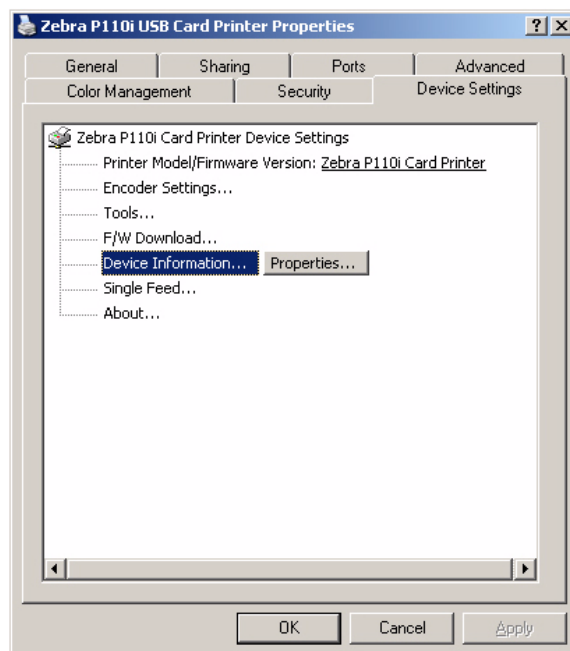 Zebra P110i USB Card Printer Properties
General Sharing Ports Advanced
Color Management Security Device Settings
Zebra P110i Card Printer Device Settings
Printer Model/Firmware Version: Zebra P110i Card Printer
Encoder Settings...
Tools...
F/W Download...
Device Information... Properties...
Single Feed...
About...
OK Cancel Apply